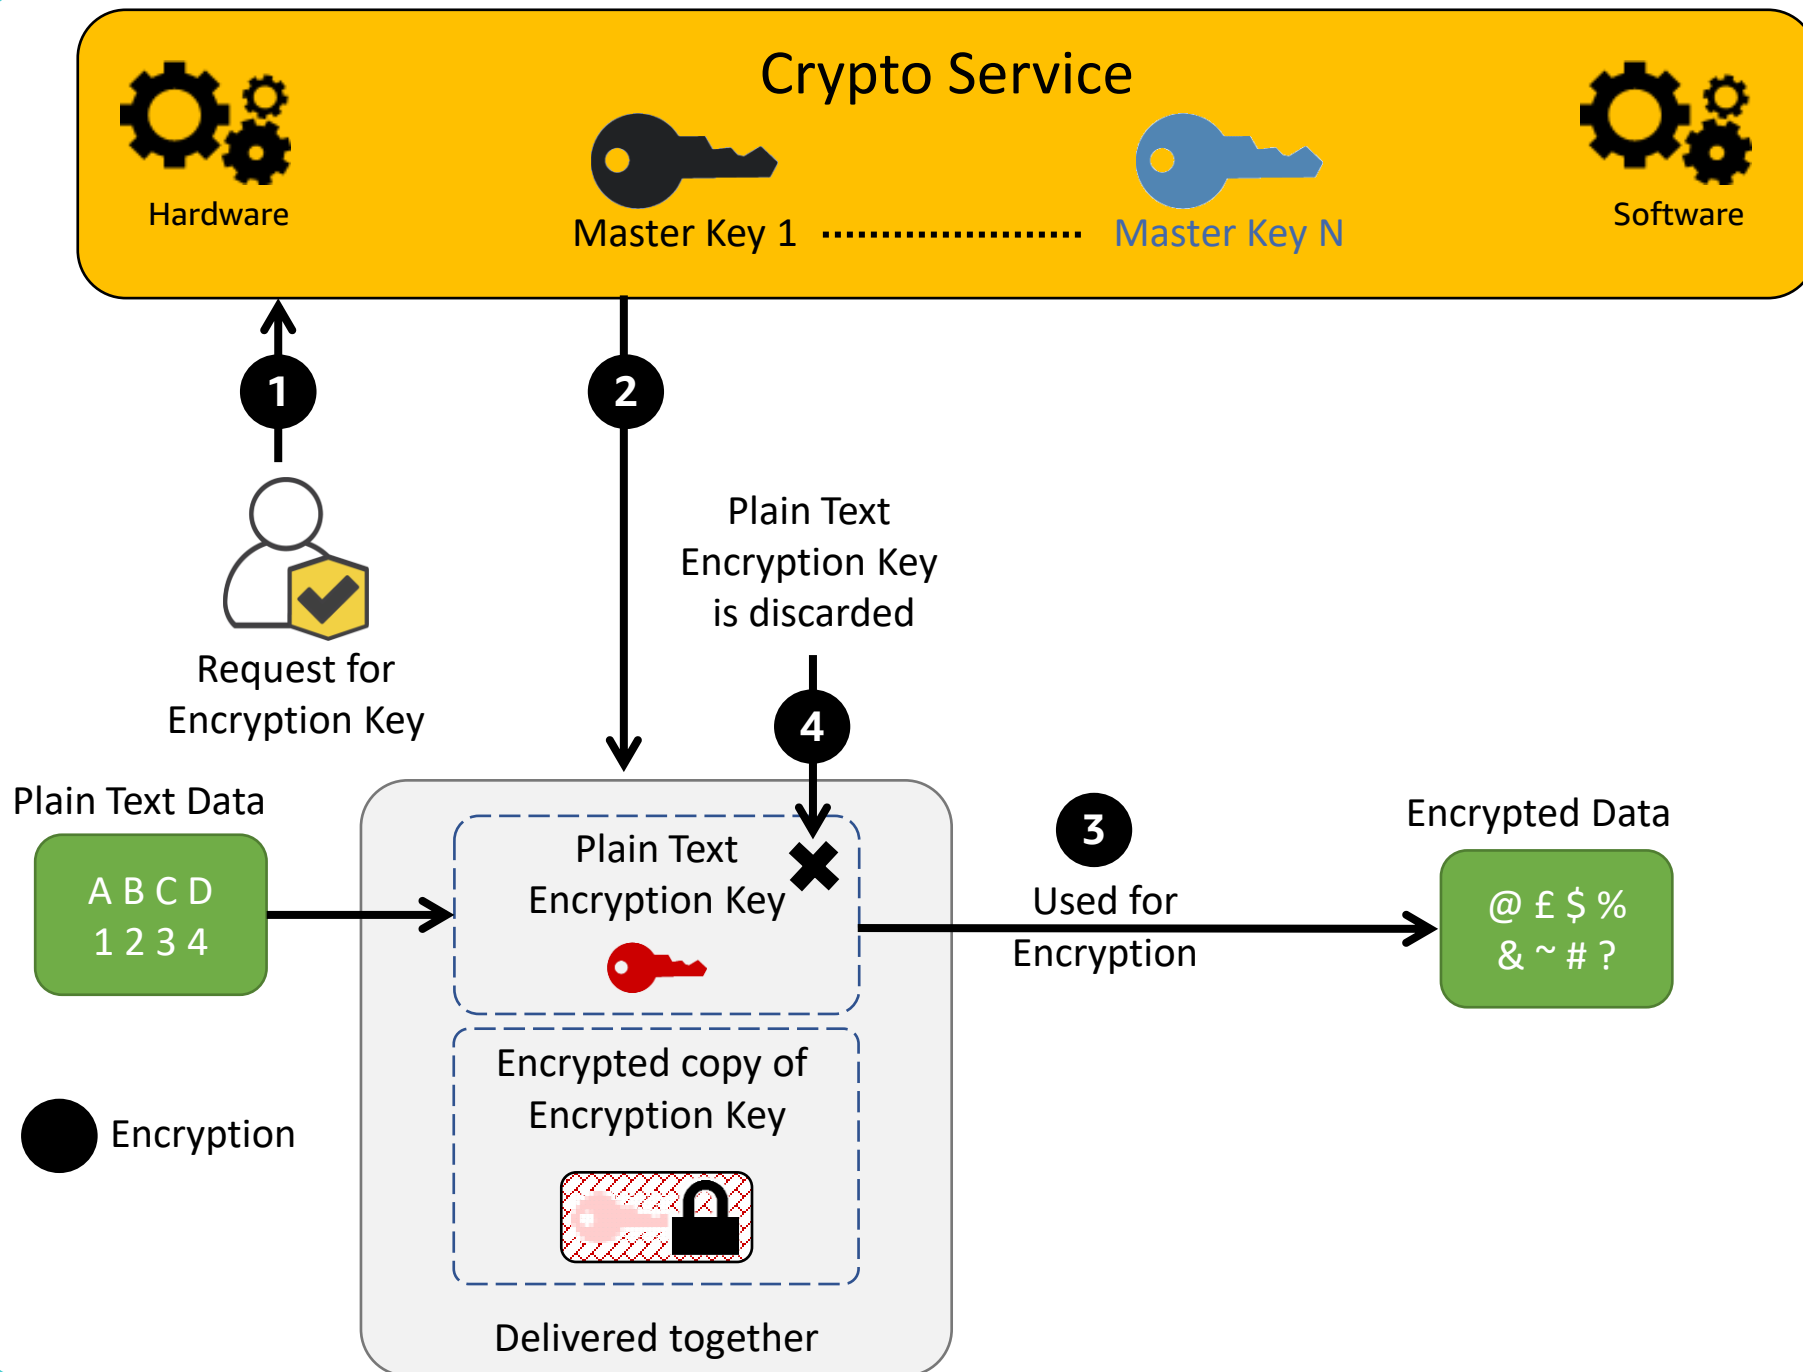 Crypto Service
Hardware
Software
Master Key 1
Master Key N
1
2
Request for
Encryption Key
Plain Text
Encryption Key
is discarded
4
Plain Text Data
A B C D
1 2 3 4
Plain Text
Encryption Key
3
Used for
Encryption
Encrypted Data
@ £ $ %
& ~ # ?
Encrypted copy of
Encryption Key
Encryption
Delivered together